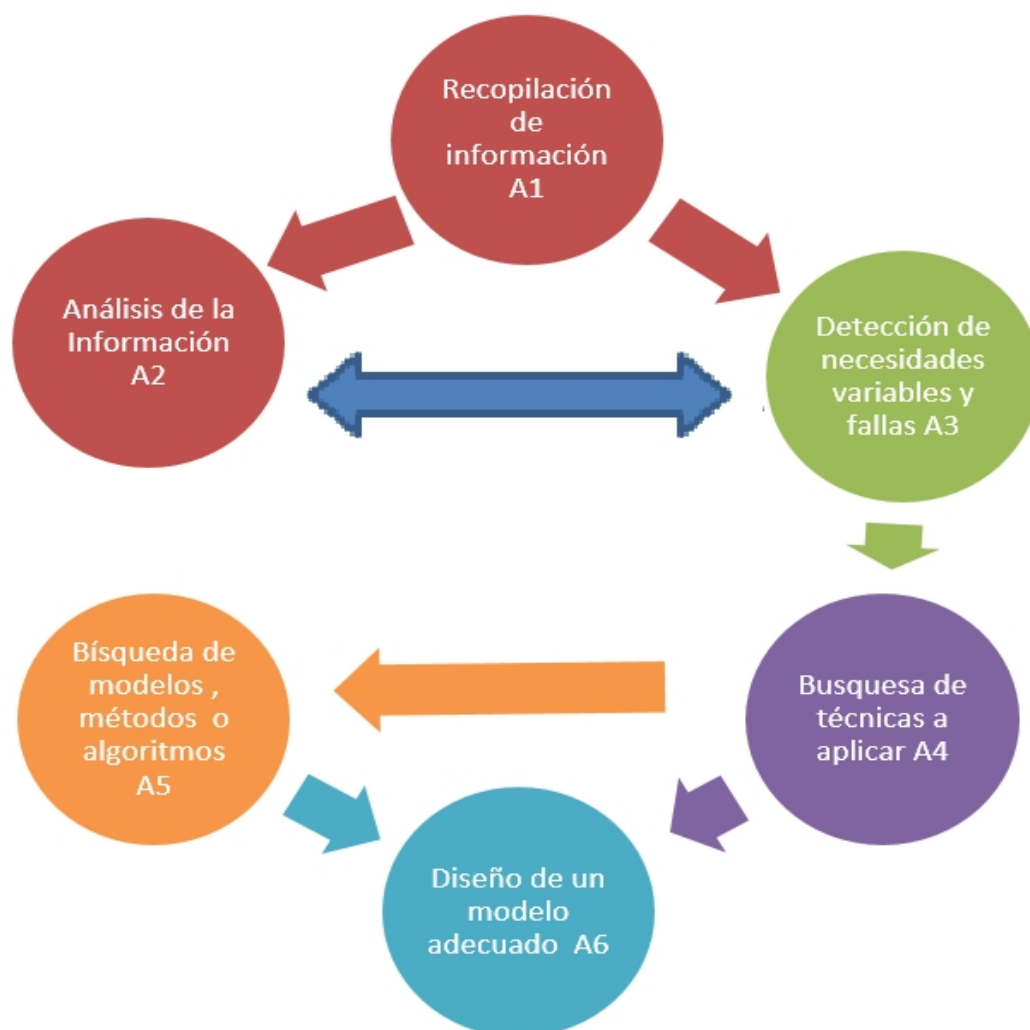 Recopilación
de
información
A1
Análisis de la
Información
A2
Detección de
necesidades
variables y
fallas A3
Busquesa de
técnicas a
aplicar A4
Bísqueda de
modelos ,
métodos o
algoritmos
A5
Diseño de un
modelo
adecuado A6